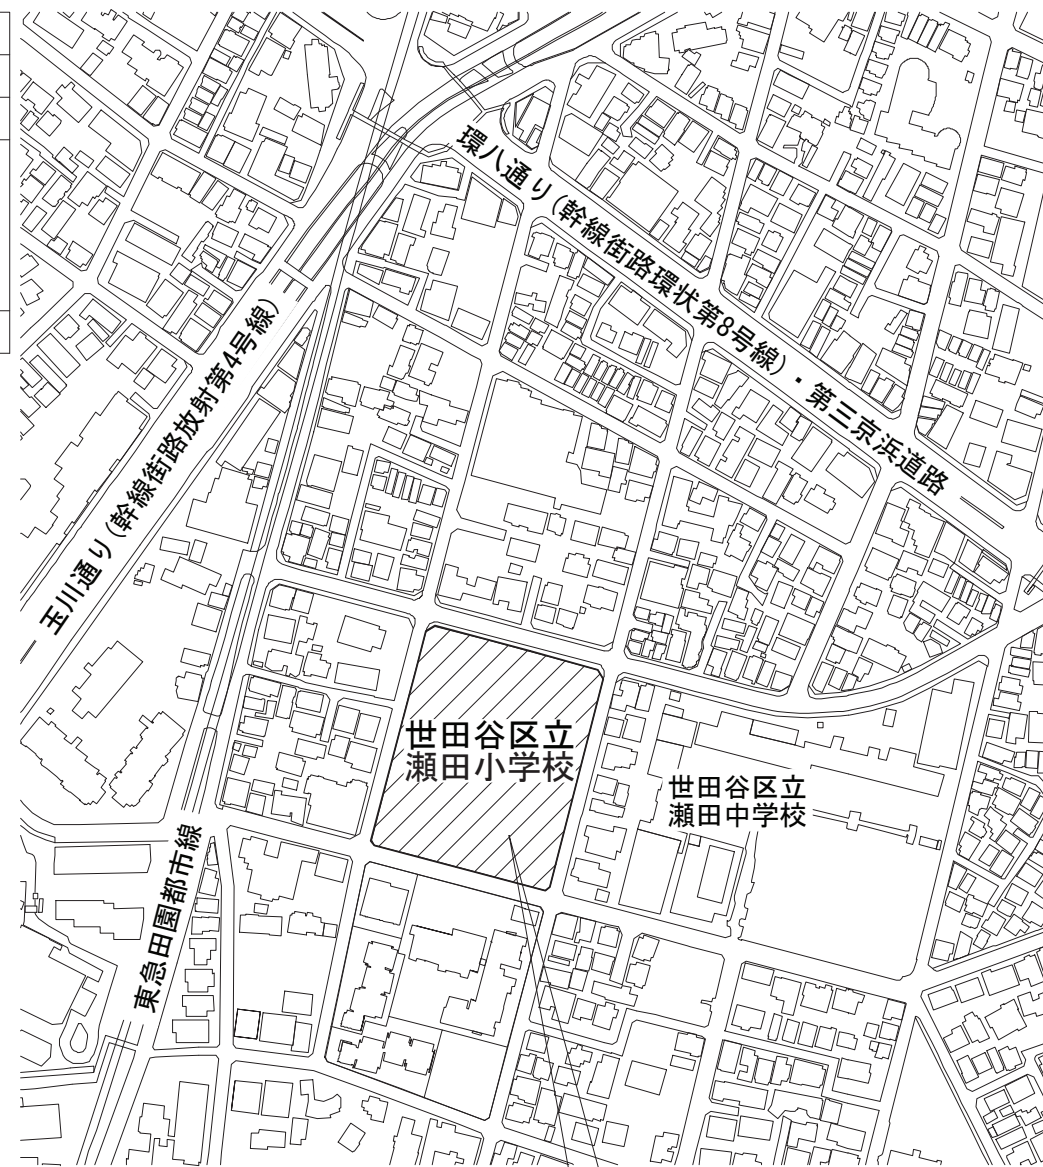 環八通り(幹線街路環状第8号線)・第三京浜道路
玉川通り(幹線街路放射第4号線)
世田谷区立
瀬田小学校
世田谷区立
瀬田中学校
東急田園都市線